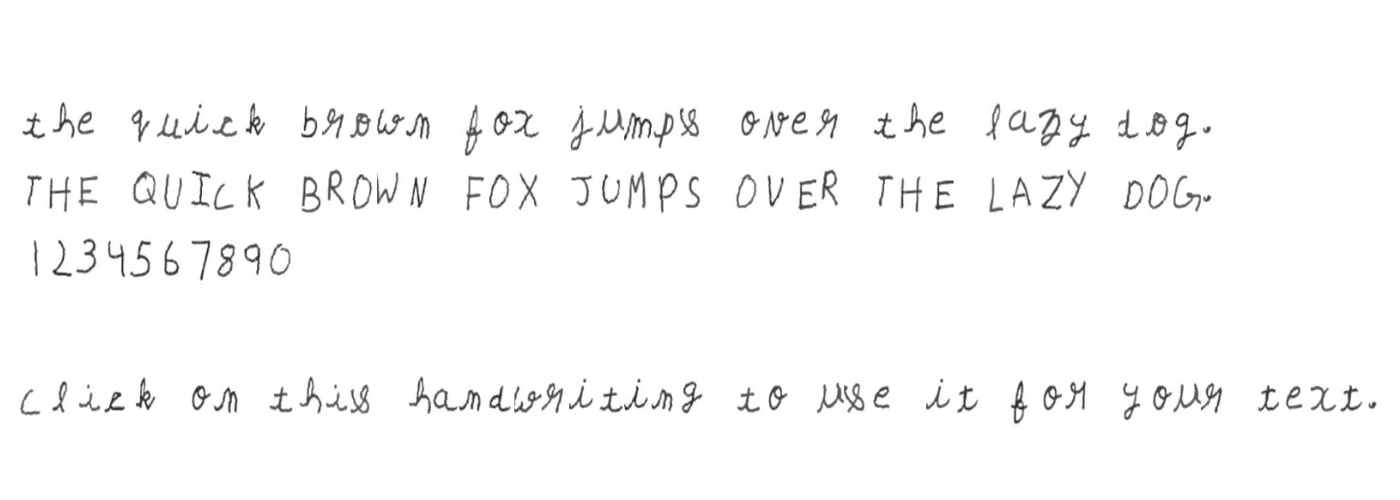 the quick brown fox jumps over the lazy dog.
THE QUICK BROWN FOX JUMPS OVER THE LAZY DOG.
1234567890
click on this handwriting to use it for your text.